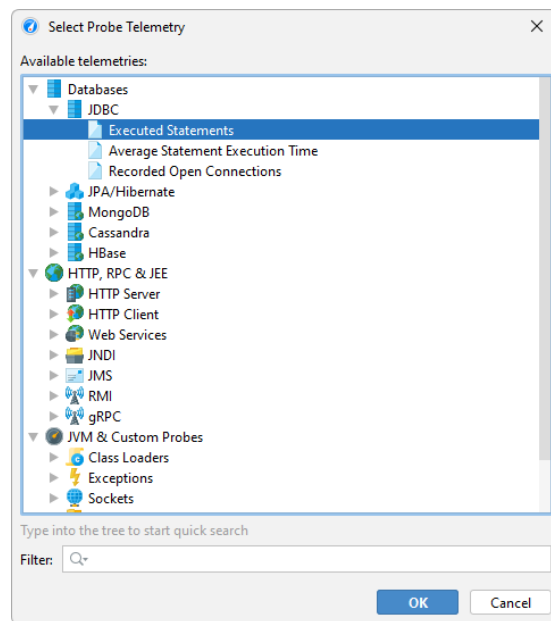 Select Probe Telemetry
Available telemetries:
Databases
JDBC
Executed Statements
Average Statement Execution Time
Recorded Open Connections
JPA/Hibernate
MongoDB
Cassandra
HBase
HTTP, RPC & JEE
HTTP Server
HTTP Client
Web Services
JNDI
JMS
RMI
gRPC
JVM & Custom Probes
Class Loaders
Exceptions
Sockets
Type into the tree to start quick search
Filter:
OK Cancel